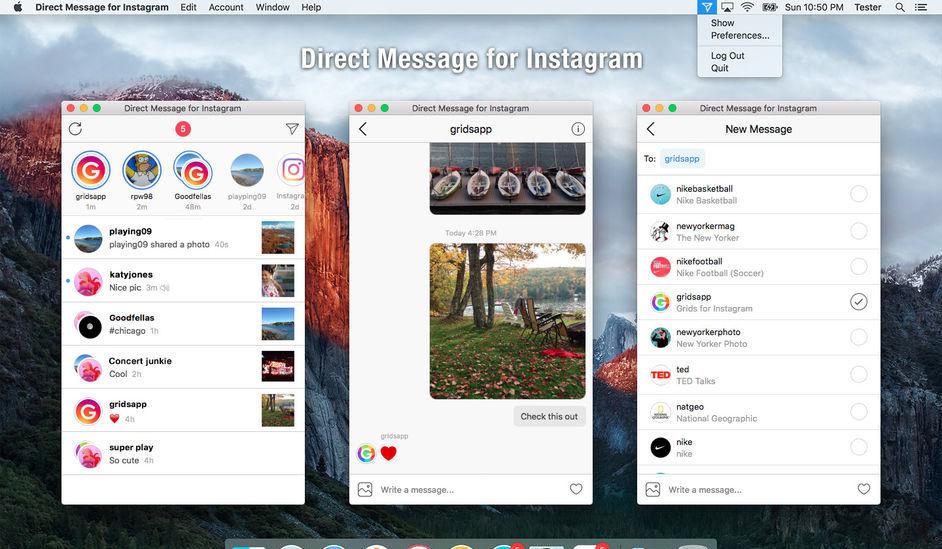 Direct Message for Instagram Edit Account Window Help Sun 10:50 PM Tester
Show
Preferences...
Log Out
Quit
Direct Message for Instagram
Direct Message for Instagram
5
gridsapp rpw98 Goodfellas playping09 Instagra
1m 2m 48m 2d 2d
playing09
playing09 shared a photo 40s
katyjones
Nice pic 3m
Goodfellas
#chicago 1h
Concert junkie
Cool 2h
gridsapp
❤️ 4h
super play
So cute 4h
Direct Message for Instagram
gridsapp
Today 4:28 PM
Check this out
gridsapp
Write a message...
Direct Message for Instagram
New Message
To: gridsapp
nikebasketball
Nike Basketball
newyorkermag
The New Yorker
nikefootball
Nike Football (Soccer)
gridsapp
Grids for Instagram
newyorkerphoto
New Yorker Photo
TED
ted
TED Talks
natgeo
National Geographic
nike
nike
Write a message...